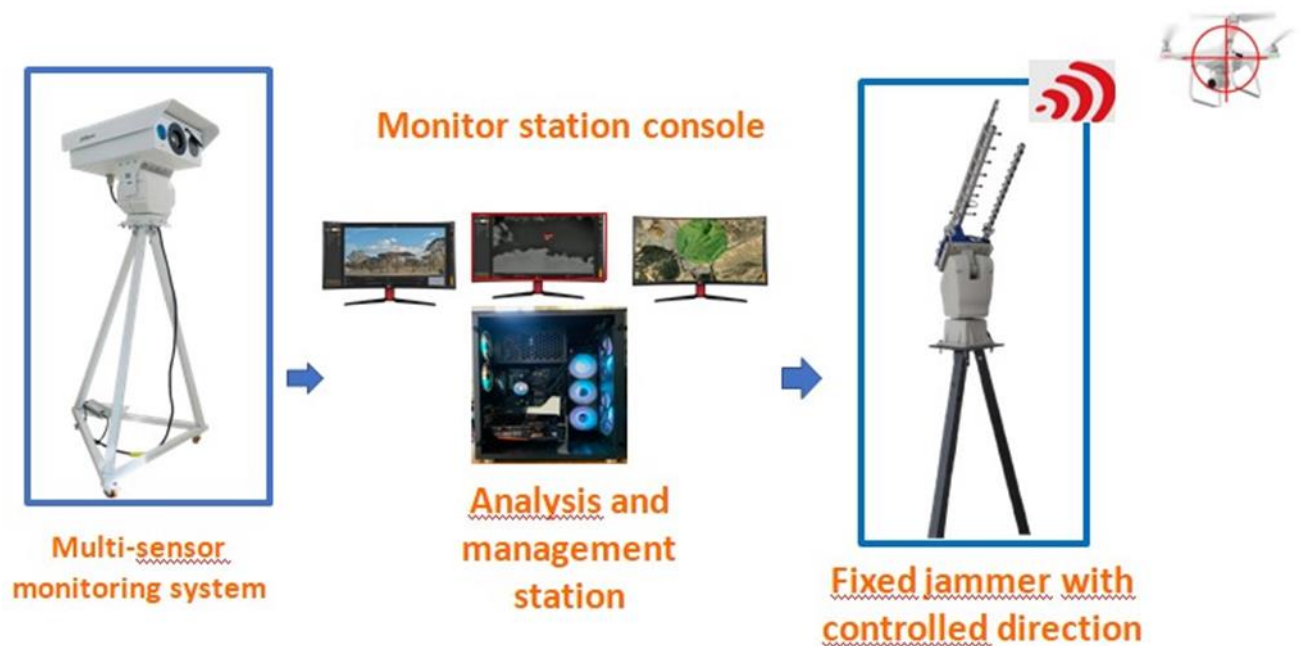 Monitor station console
Multi-sensor
monitoring system
Analysis and
management
station
Fixed jammer with
controlled direction